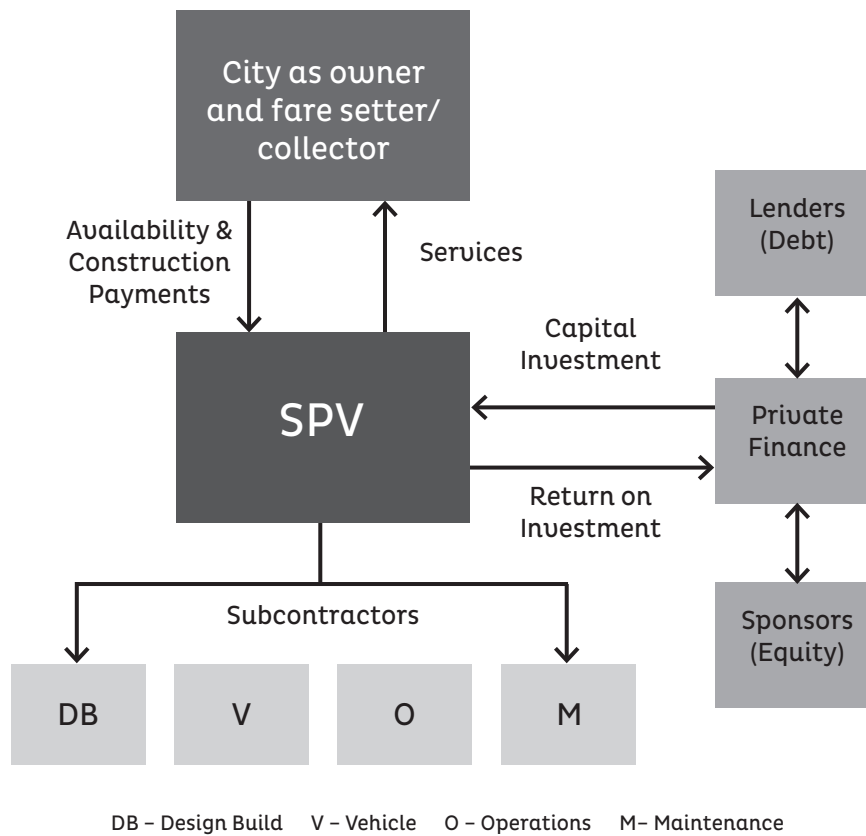 City as owner
and fare setter/
collector
Availability &
Construction
Payments
Services
Lenders
(Debt)
Capital
Investment
SPV
Private
Finance
Return on
Investment
Subcontractors
Sponsors
(Equity)
DB
V
O
M
DB – Design Build V – Vehicle O – Operations M– Maintenance